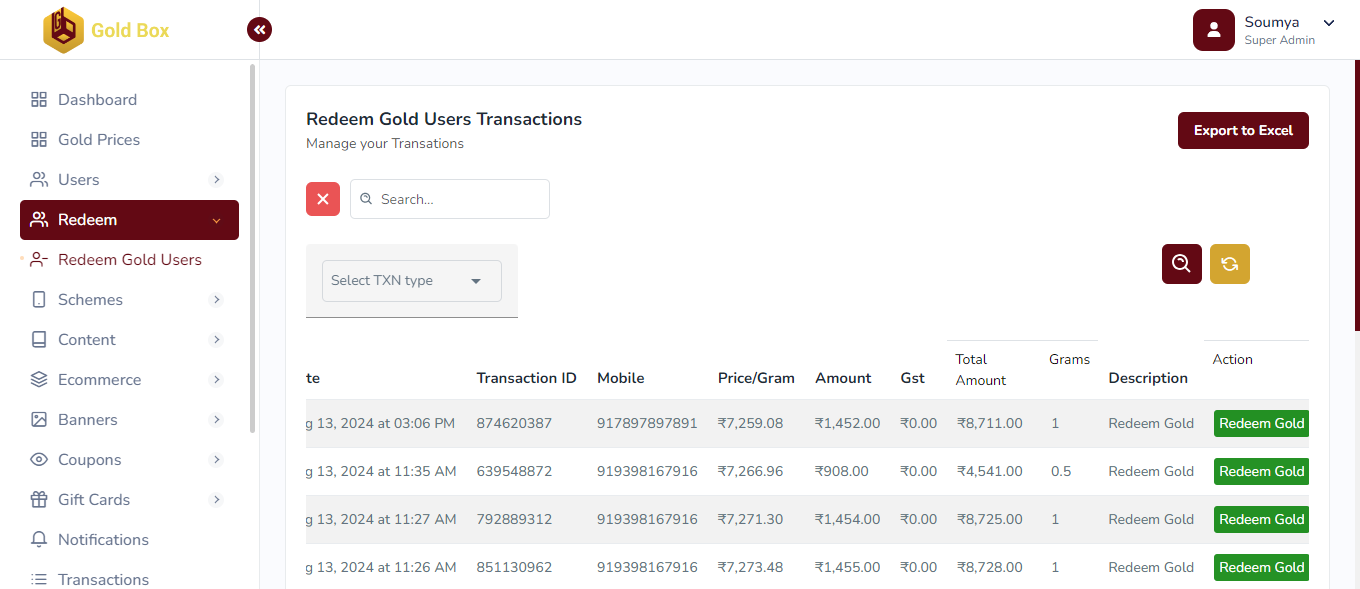 Gold Box
Soumya
Super Admin
Dashboard
Gold Prices
Users
Redeem
Redeem Gold Users
Schemes
Content
Ecommerce
Banners
Coupons
Gift Cards
Notifications
Transactions
Redeem Gold Users Transactions
Manage your Transations
Export to Excel
Search...
Select TXN type
te Transaction ID Mobile Price/Gram Amount Gst Total Amount Grams Description Action
g 13, 2024 at 03:06 PM 874620387 917897897891 ₹7,259.08 ₹1,452.00 ₹0.00 ₹8,711.00 1 Redeem Gold Redeem Gold
g 13, 2024 at 11:35 AM 639548872 919398167916 ₹7,266.96 ₹908.00 ₹0.00 ₹4,541.00 0.5 Redeem Gold Redeem Gold
g 13, 2024 at 11:27 AM 792889312 919398167916 ₹7,271.30 ₹1,454.00 ₹0.00 ₹8,725.00 1 Redeem Gold Redeem Gold
g 13, 2024 at 11:26 AM 851130962 919398167916 ₹7,273.48 ₹1,455.00 ₹0.00 ₹8,728.00 1 Redeem Gold Redeem Gold